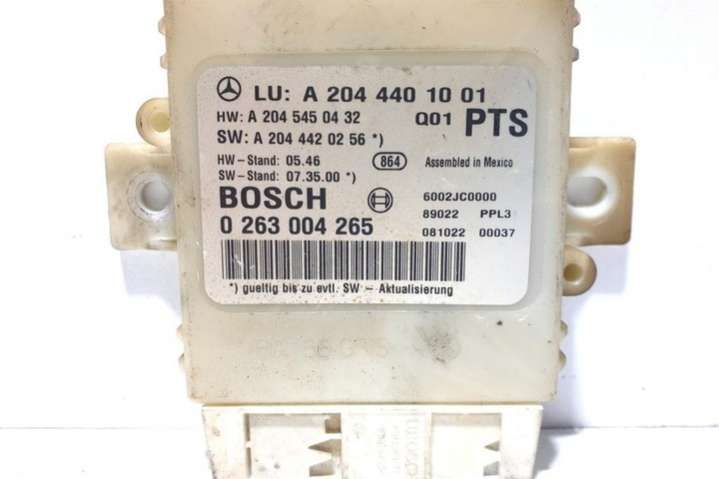 LU: A 204 440 10 01
HW: A 204 545 04 32 Q01 PTS
SW: A 204 442 02 56 *)
HW-Stand: 05.46 864 Assembled in Mexico
SW-Stand: 07.35.00 *)
BOSCH 6002JC0000
0 263 004 265 89022 PPL3
081022 00037
*) gueltig bis zu evtl. SW - Aktualisierung